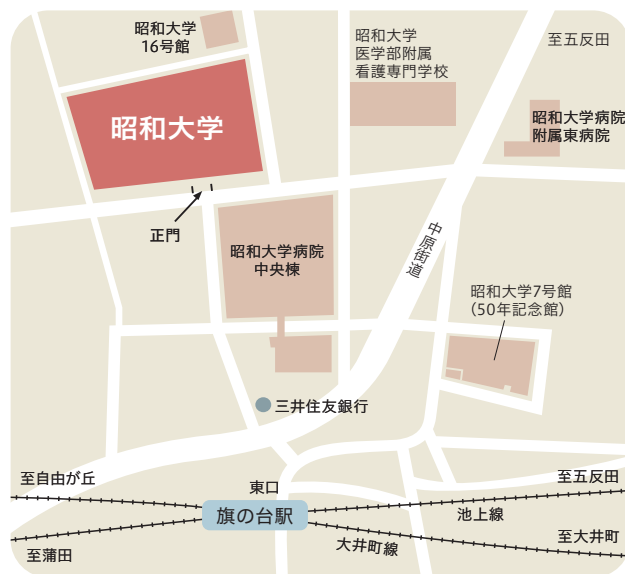 昭和大学
16号館
昭和大学
医学部附属
看護専門学校
至五反田
昭和大学病院
附属東病院
昭和大学
正門
昭和大学病院
中央棟
中原街道
昭和大学7号館
(50年記念館)
三井住友銀行
至自由が丘
東口
至五反田
旗の台駅
池上線
至大井町
大井町線
至蒲田